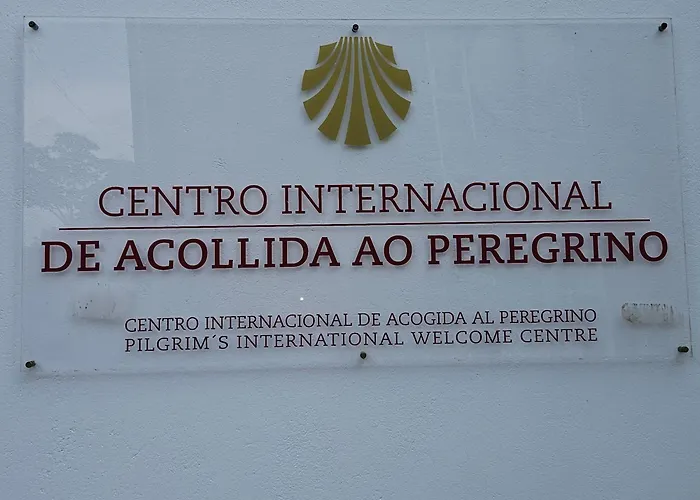 CENTRO INTERNACIONAL
DE ACOLLIDA AO PEREGRINO
CENTRO INTERNACIONAL DE ACOGIDA AL PEREGRINO
PILGRIM´S INTERNATIONAL WELCOME CENTRE